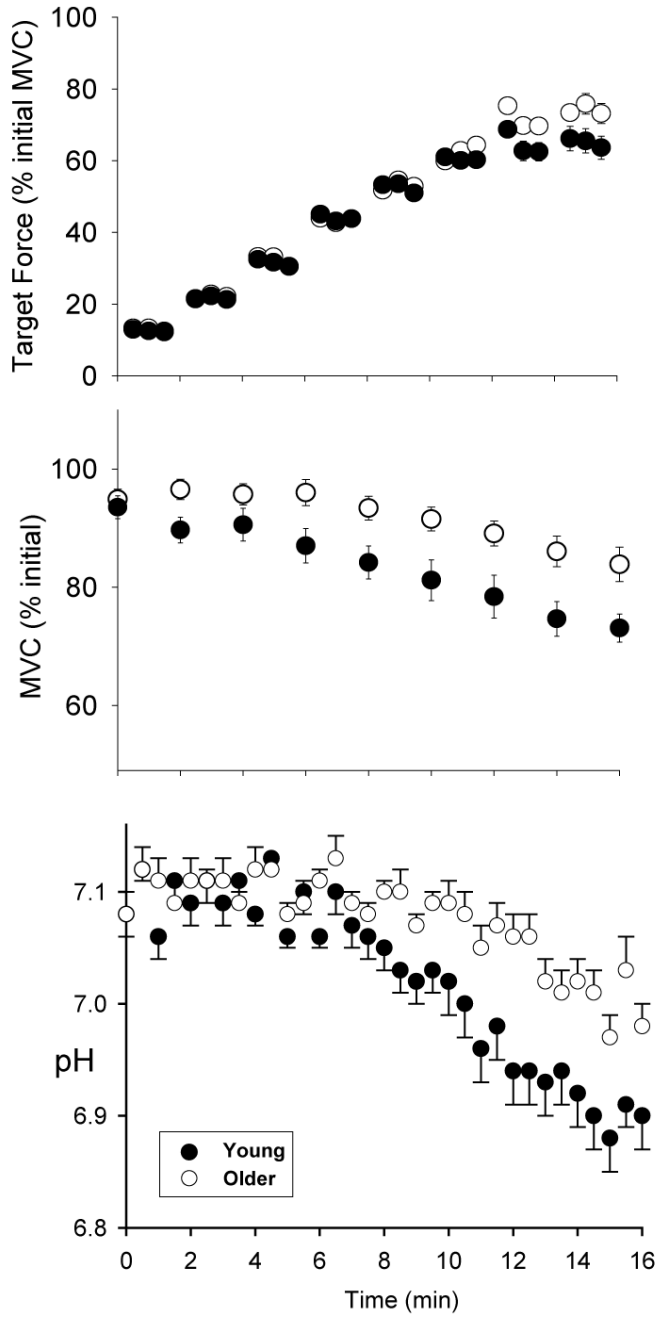 100
80
60
40
20
0
Target Force (% initial MVC)
100
80
60
MVC (% initial)
7.1
7.0
6.9
6.8
pH
Young
Older
0 2 4 6 8 10 12 14 16
Time (min)